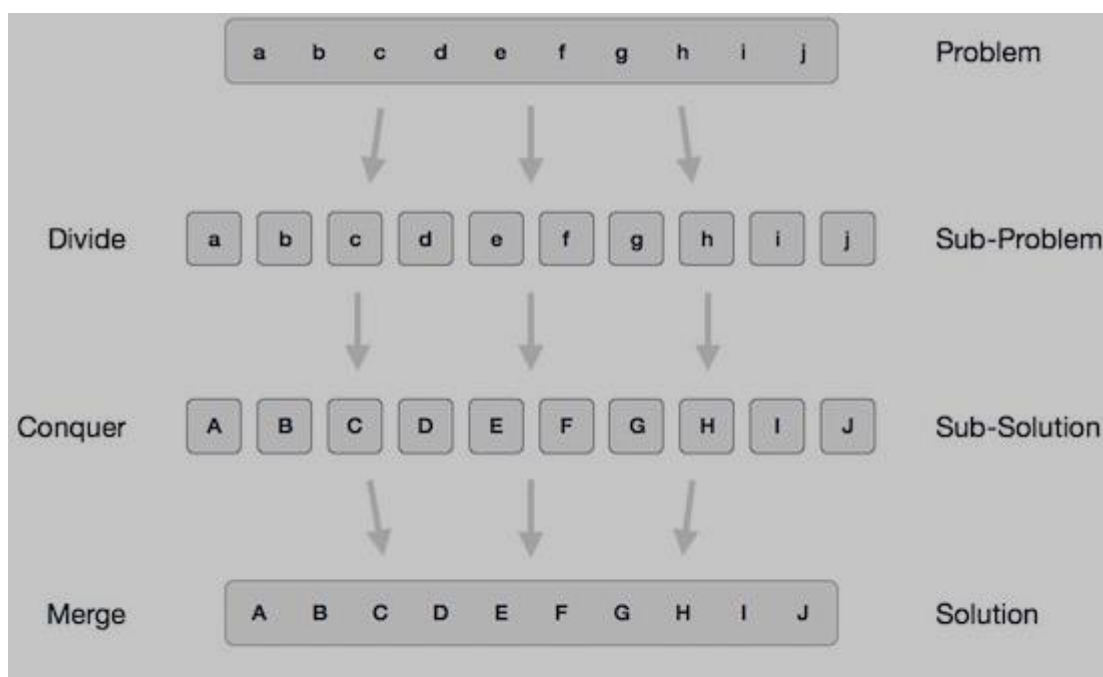 a b c d e f g h i j Problem
Divide a b c d e f g h i j Sub-Problem
Conquer A B C D E F G H I J Sub-Solution
Merge A B C D E F G H I J Solution